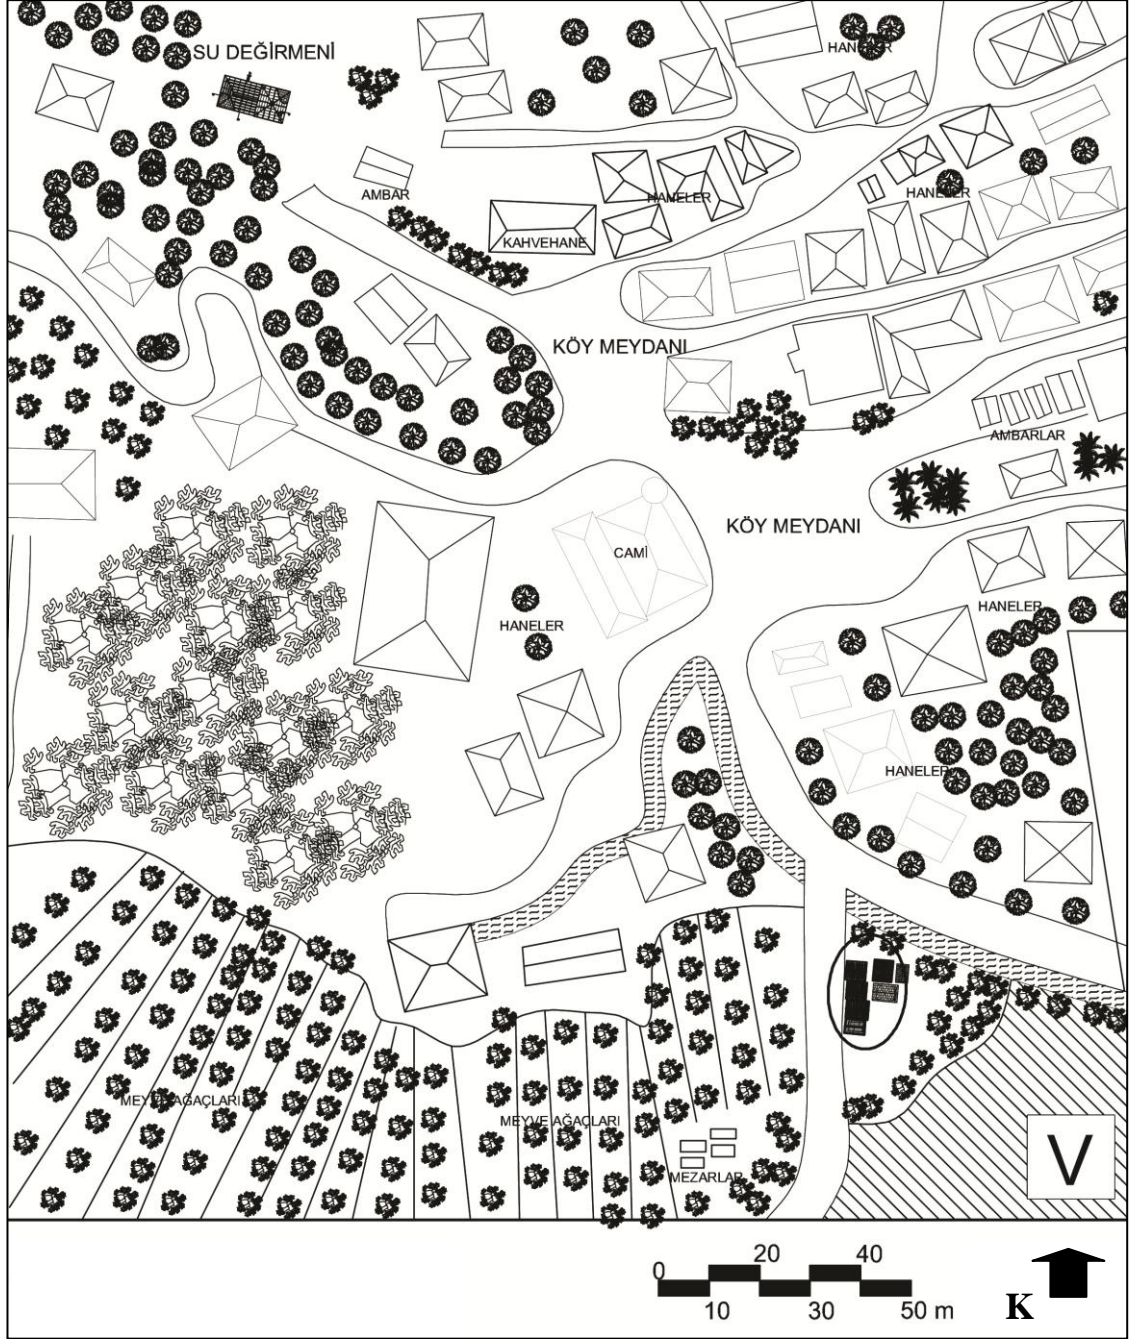 SU DEĞİRMENİ
HANELER
AMBAR
HANELER
HANELER
KAHVEHANE
KÖY MEYDANI
AMBARLAR
KÖY MEYDANI
CAMİ
HANELER
HANELER
HANELER
MEYVE AĞAÇLARI
MEYVE AĞAÇLARI
MEZARLAR
V
0 20 40
10 30 50 m
K